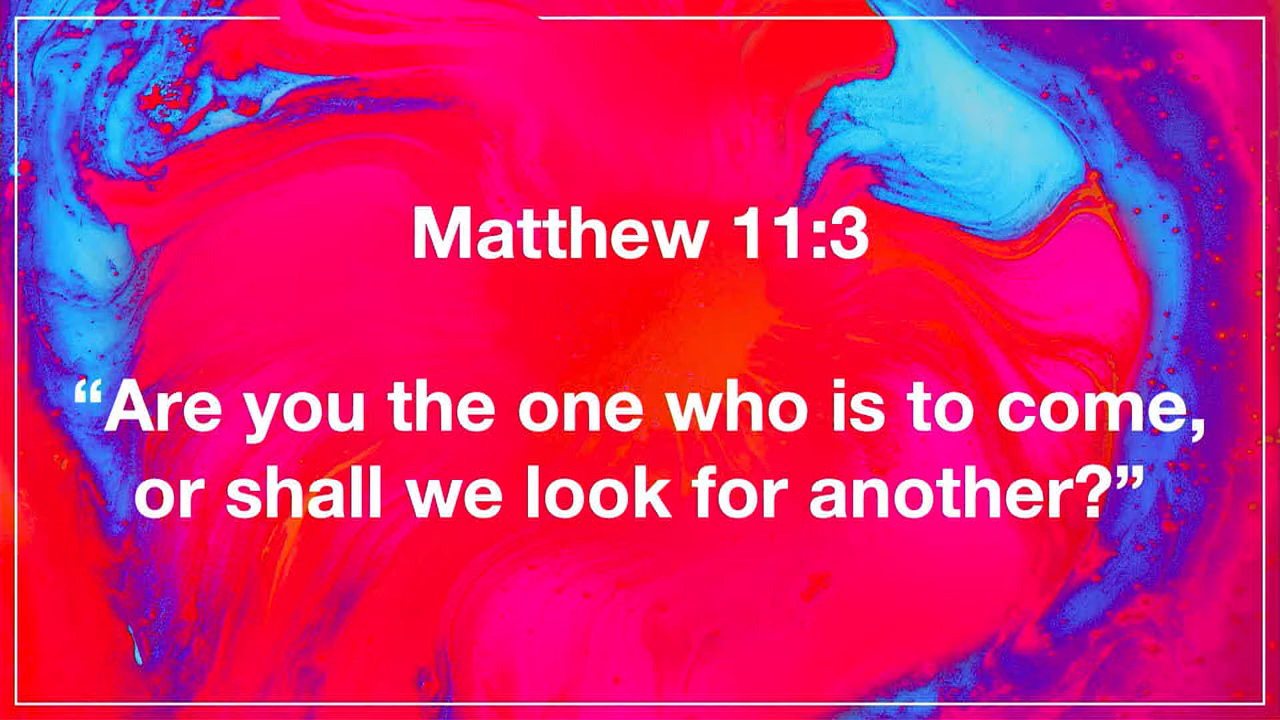 Matthew 11:3
“Are you the one who is to come,
or shall we look for another?”